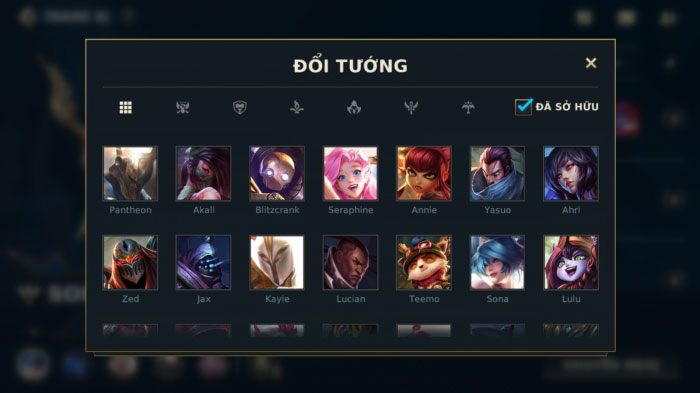 ĐỔI TƯỚNG
ĐÃ SỞ HỮU
Pantheon Akali Blitzcrank Seraphine Annie Yasuo Ahri
Zed Jax Kayle Lucian Teemo Sona Lulu